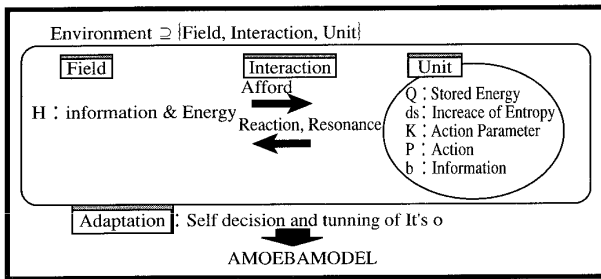 Environment ⊇ {Field, Interaction, Unit}
Field
Interaction
Unit
Afford
H : information & Energy
Reaction, Resonance
Q : Stored Energy
ds : Increace of Entropy
K : Action Parameter
P : Action
b : Information
Adaptation : Self decision and tunning of It's o
AMOEBAMODEL